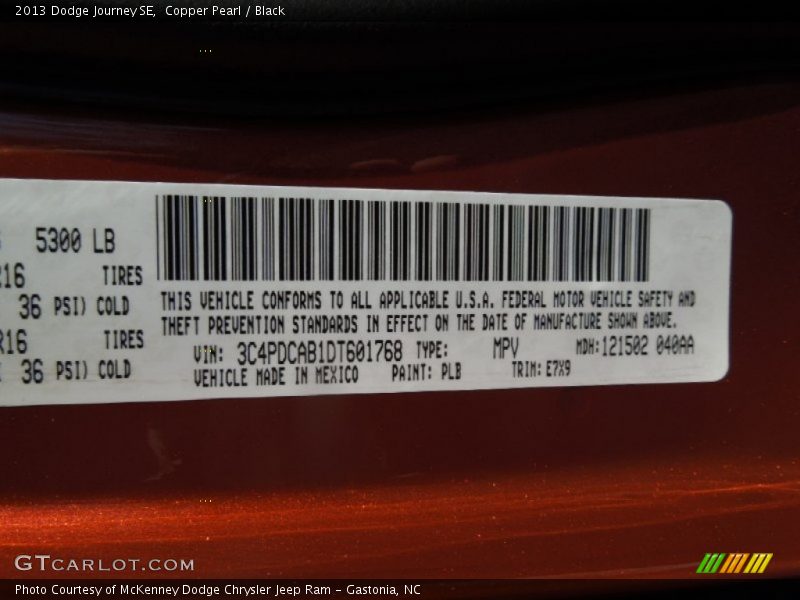 2013 Dodge Journey SE,  Copper Pearl / Black
5300 LB
R16 TIRES
36 PSI) COLD
R16 TIRES
36 PSI) COLD
THIS VEHICLE CONFORMS TO ALL APPLICABLE U.S.A. FEDERAL MOTOR VEHICLE SAFETY AND
THEFT PREVENTION STANDARDS IN EFFECT ON THE DATE OF MANUFACTURE SHOWN ABOVE.
VIN: 3C4PDCAB1DT601768 TYPE: MPV MDH: 121502 040AA
VEHICLE MADE IN MEXICO PAINT: PLB TRIM: E7X9
GTCARLOT.COM
Photo Courtesy of McKenney Dodge Chrysler Jeep Ram - Gastonia, NC